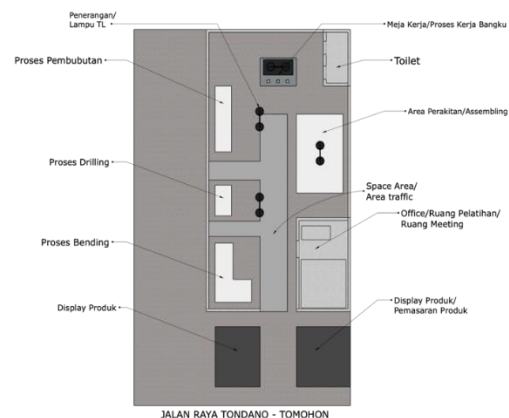 Penerangan/
Lampu TL
Meja Kerja/Proses Kerja Bangku
Proses Pembubutan
Toilet
Area Perakitan/Assembling
Proses Drilling
Space Area/
Area traffic
Office/Ruang Pelatihan/
Ruang Meeting
Proses Bending
Display Produk
Display Produk/
Pemasaran Produk
JALAN RAYA TONDANO - TOMOHON